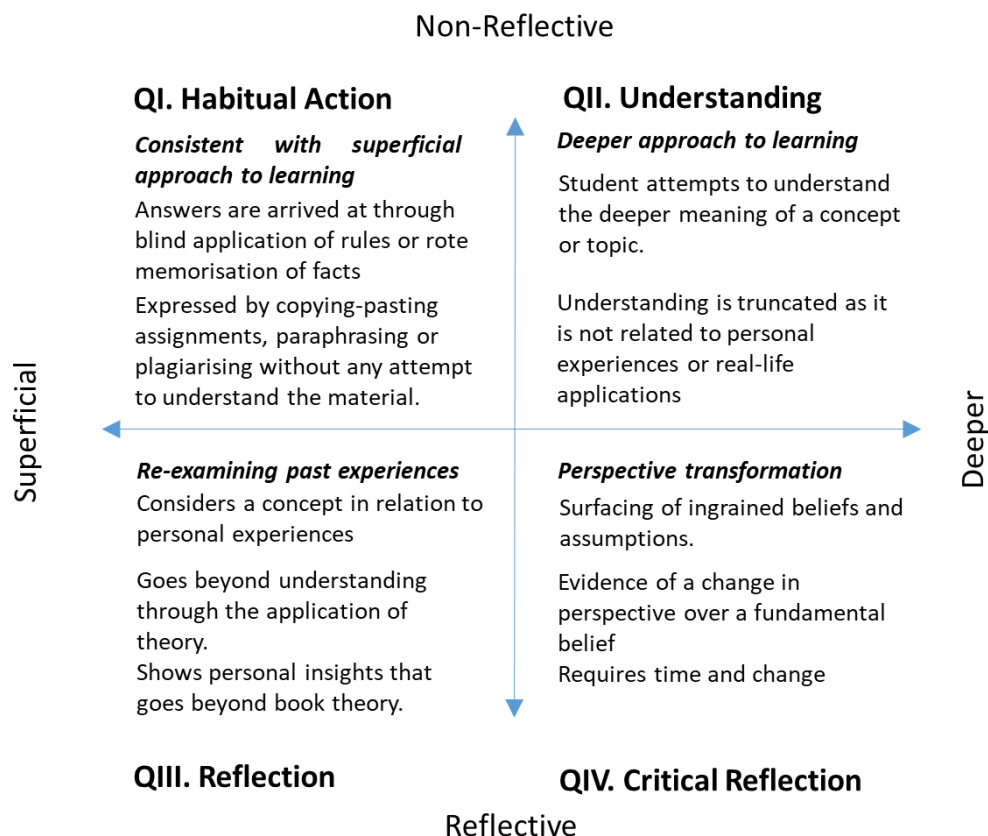 Non-Reflective
QI. Habitual Action
Consistent with superficial
approach to learning
Answers are arrived at through
blind application of rules or rote
memorisation of facts
Expressed by copying-pasting
assignments, paraphrasing or
plagiarising without any attempt
to understand the material.
QII. Understanding
Deeper approach to learning
Student attempts to understand
the deeper meaning of a concept
or topic.
Understanding is truncated as it
is not related to personal
experiences or real-life
applications
Superficial
Deeper
Re-examining past experiences
Considers a concept in relation to
personal experiences
Goes beyond understanding
through the application of
theory.
Shows personal insights that
goes beyond book theory.
QIII. Reflection
Perspective transformation
Surfacing of ingrained beliefs and
assumptions.
Evidence of a change in
perspective over a fundamental
belief
Requires time and change
QIV. Critical Reflection
Reflective